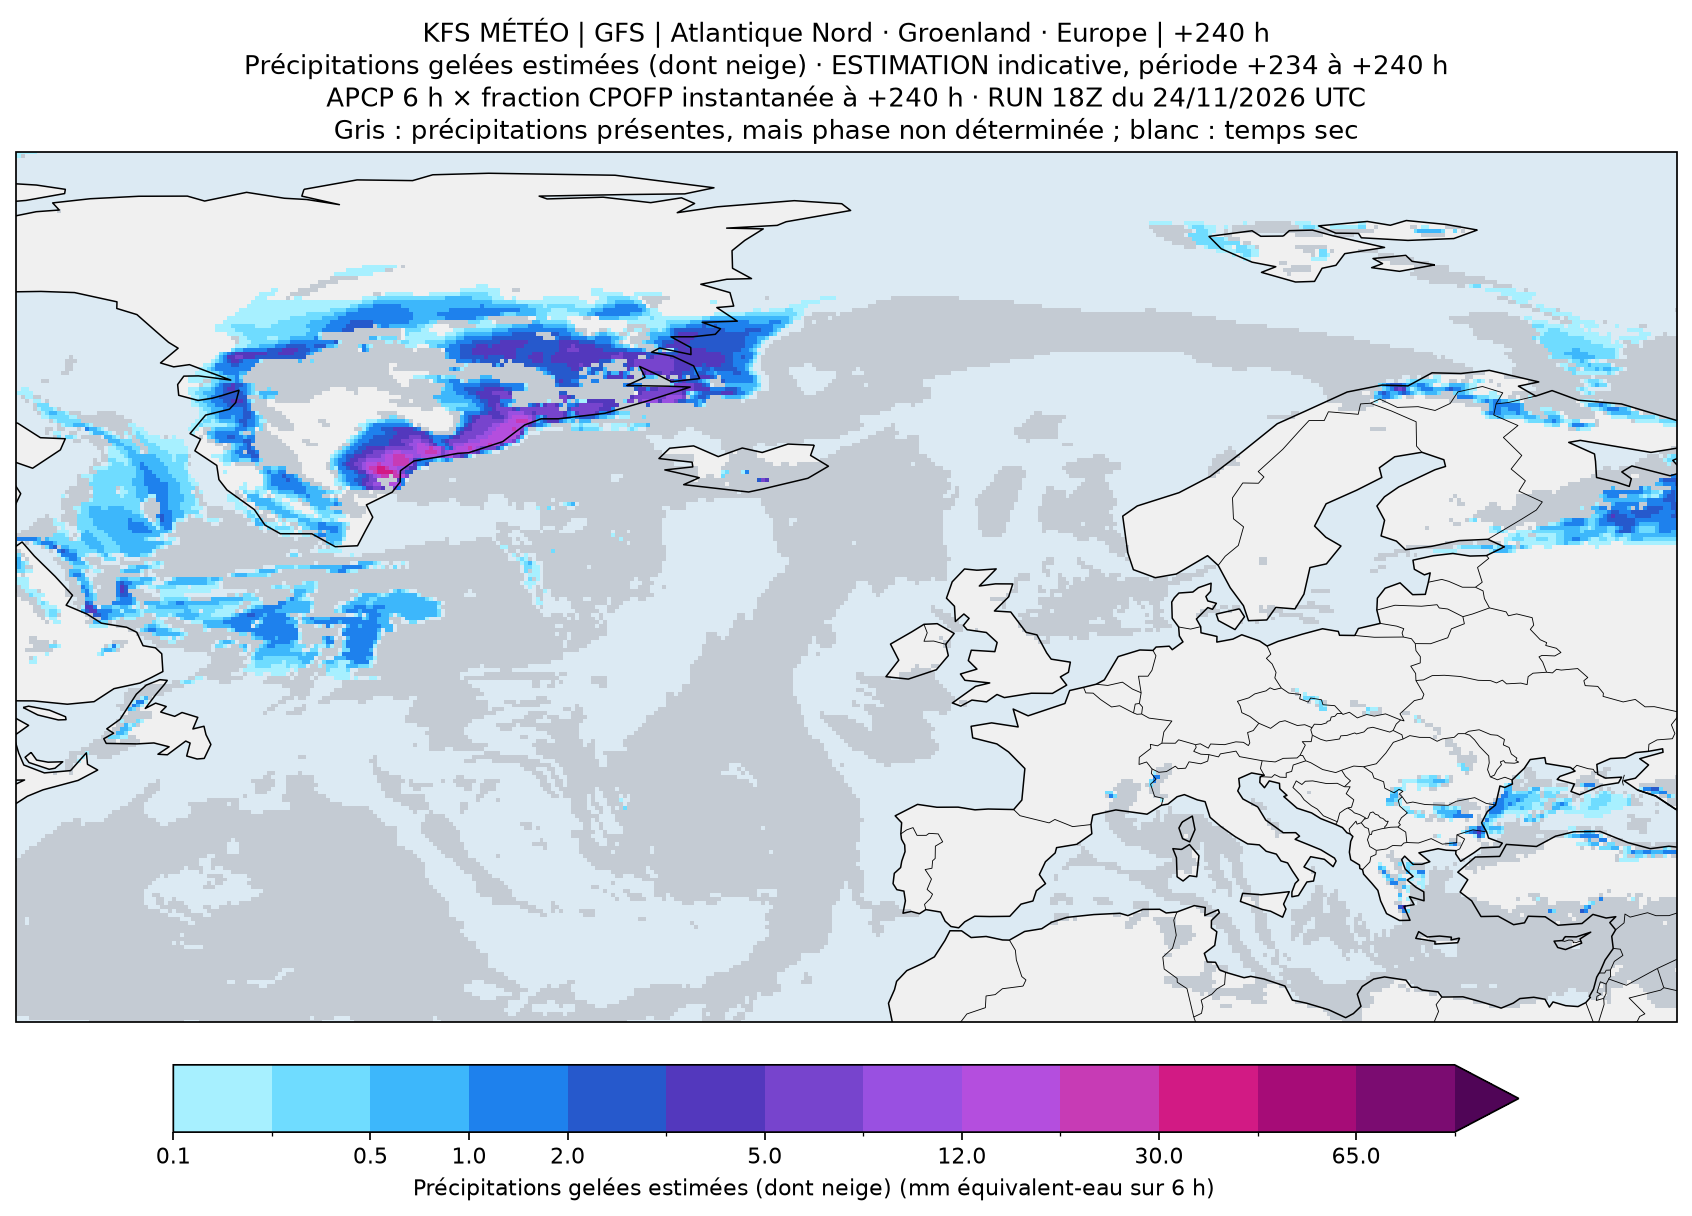 KFS MÉTÉO | GFS | Atlantique Nord · Groenland · Europe | +240 h
Précipitations gelées estimées (dont neige) · ESTIMATION indicative, période +234 à +240 h
APCP 6 h × fraction CPOFP instantanée à +240 h · RUN 18Z du 24/11/2026 UTC
Gris : précipitations présentes, mais phase non déterminée ; blanc : temps sec
0.1 0.5 1.0 2.0 5.0 12.0 30.0 65.0
Précipitations gelées estimées (dont neige) (mm équivalent-eau sur 6 h)